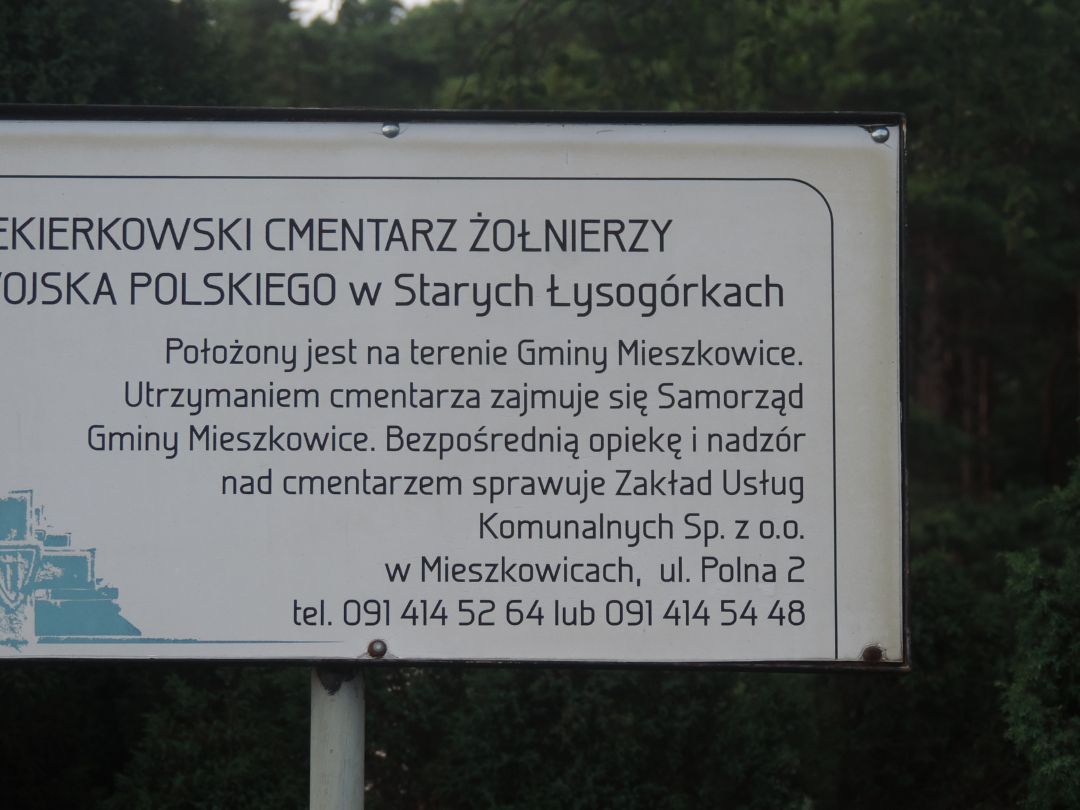 EKIERKOWSKI CMENTARZ ŻOŁNIERZY
WOJSKA POLSKIEGO w Starych Łysogórkach
Położony jest na terenie Gminy Mieszkowice.
Utrzymaniem cmentarza zajmuje się Samorząd
Gminy Mieszkowice. Bezpośrednią opiekę i nadzór
nad cmentarzem sprawuje Zakład Usług
Komunalnych Sp. z o.o.
w Mieszkowicach, ul. Polna 2
tel. 091 414 52 64 lub 091 414 54 48